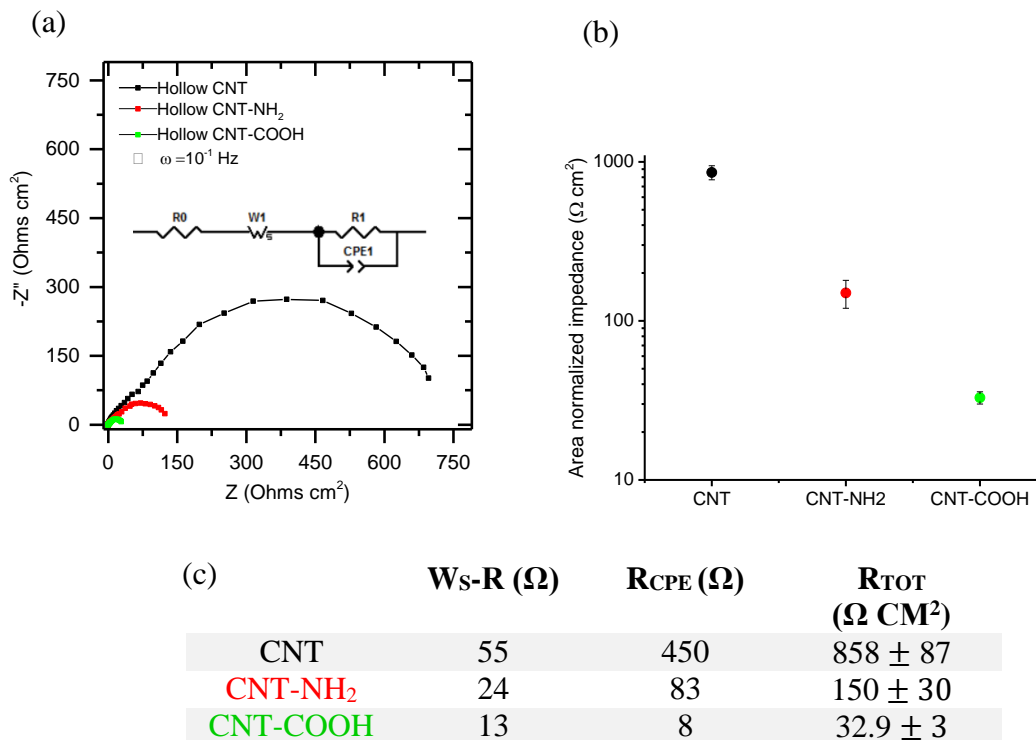 (a)
750
600
450
300
150
0
-Z" (Ohms cm²)
Hollow CNT
Hollow CNT-NH₂
Hollow CNT-COOH
ω =10⁻¹ Hz
R0 W1 R1
s
CPE1
0 150 300 450 600 750
Z (Ohms cm²)
(b)
1000
100
10
Area normalized impedance (Ω cm²)
CNT CNT-NH2 CNT-COOH
(c) Wₛ-R (Ω) RCPE (Ω) RTOT
(Ω CM²)
CNT 55 450 858 ± 87
CNT-NH₂ 24 83 150 ± 30
CNT-COOH 13 8 32.9 ± 3